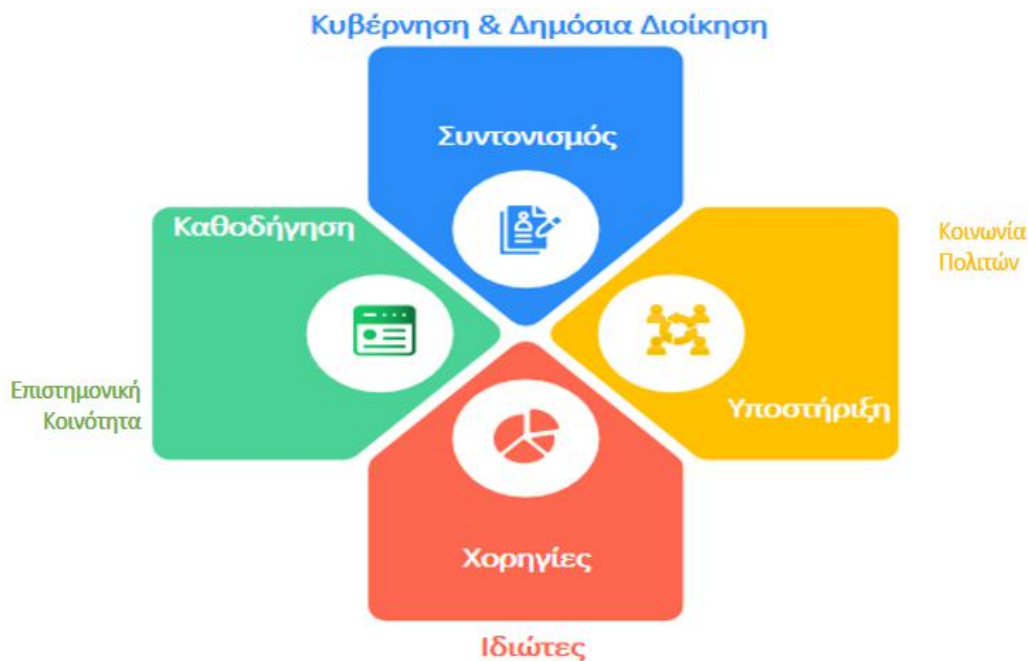 Κυβέρνηση & Δημόσια Διοίκηση
Συντονισμός
Καθοδήγηση
Κοινωνία
Πολιτών
Επιστημονική
Κοινότητα
Υποστήριξη
Χορηγίες
Ιδιώτες